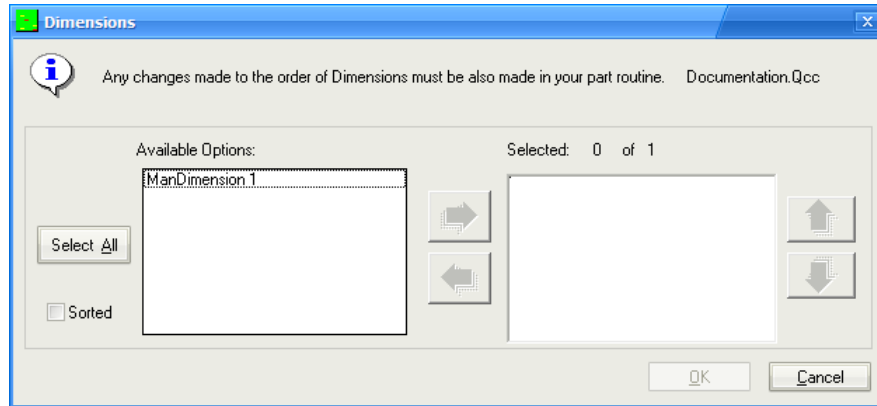 Dimensions
Any changes made to the order of Dimensions must be also made in your part routine. Documentation.Qcc
Available Options:
Selected: 0 of 1
ManDimension 1
Select All
Sorted
OK
Cancel